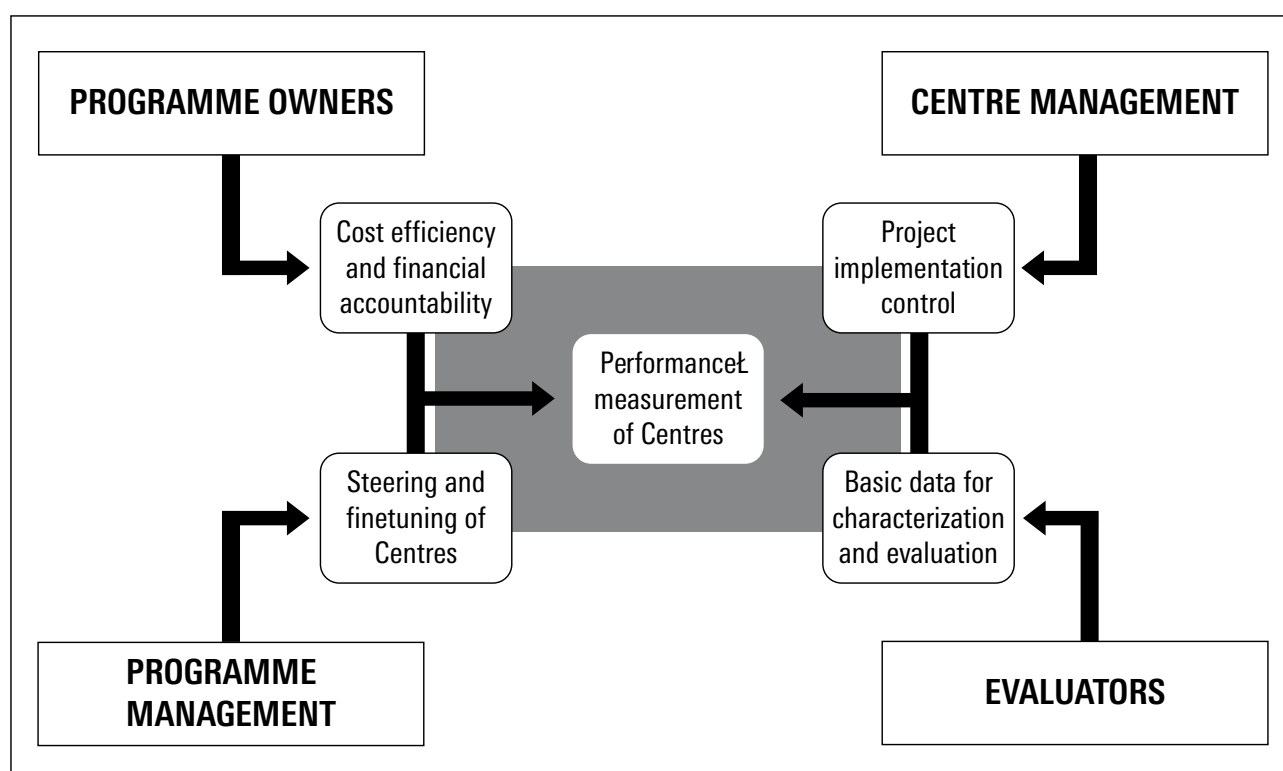 PROGRAMME OWNERS
CENTRE MANAGEMENT
Cost efficiency
and financial
accountability
Project
implementation
control
PerformanceŁ
measurement
of Centres
Steering and
finetuning of
Centres
Basic data for
characterization
and evaluation
PROGRAMME
MANAGEMENT
EVALUATORS